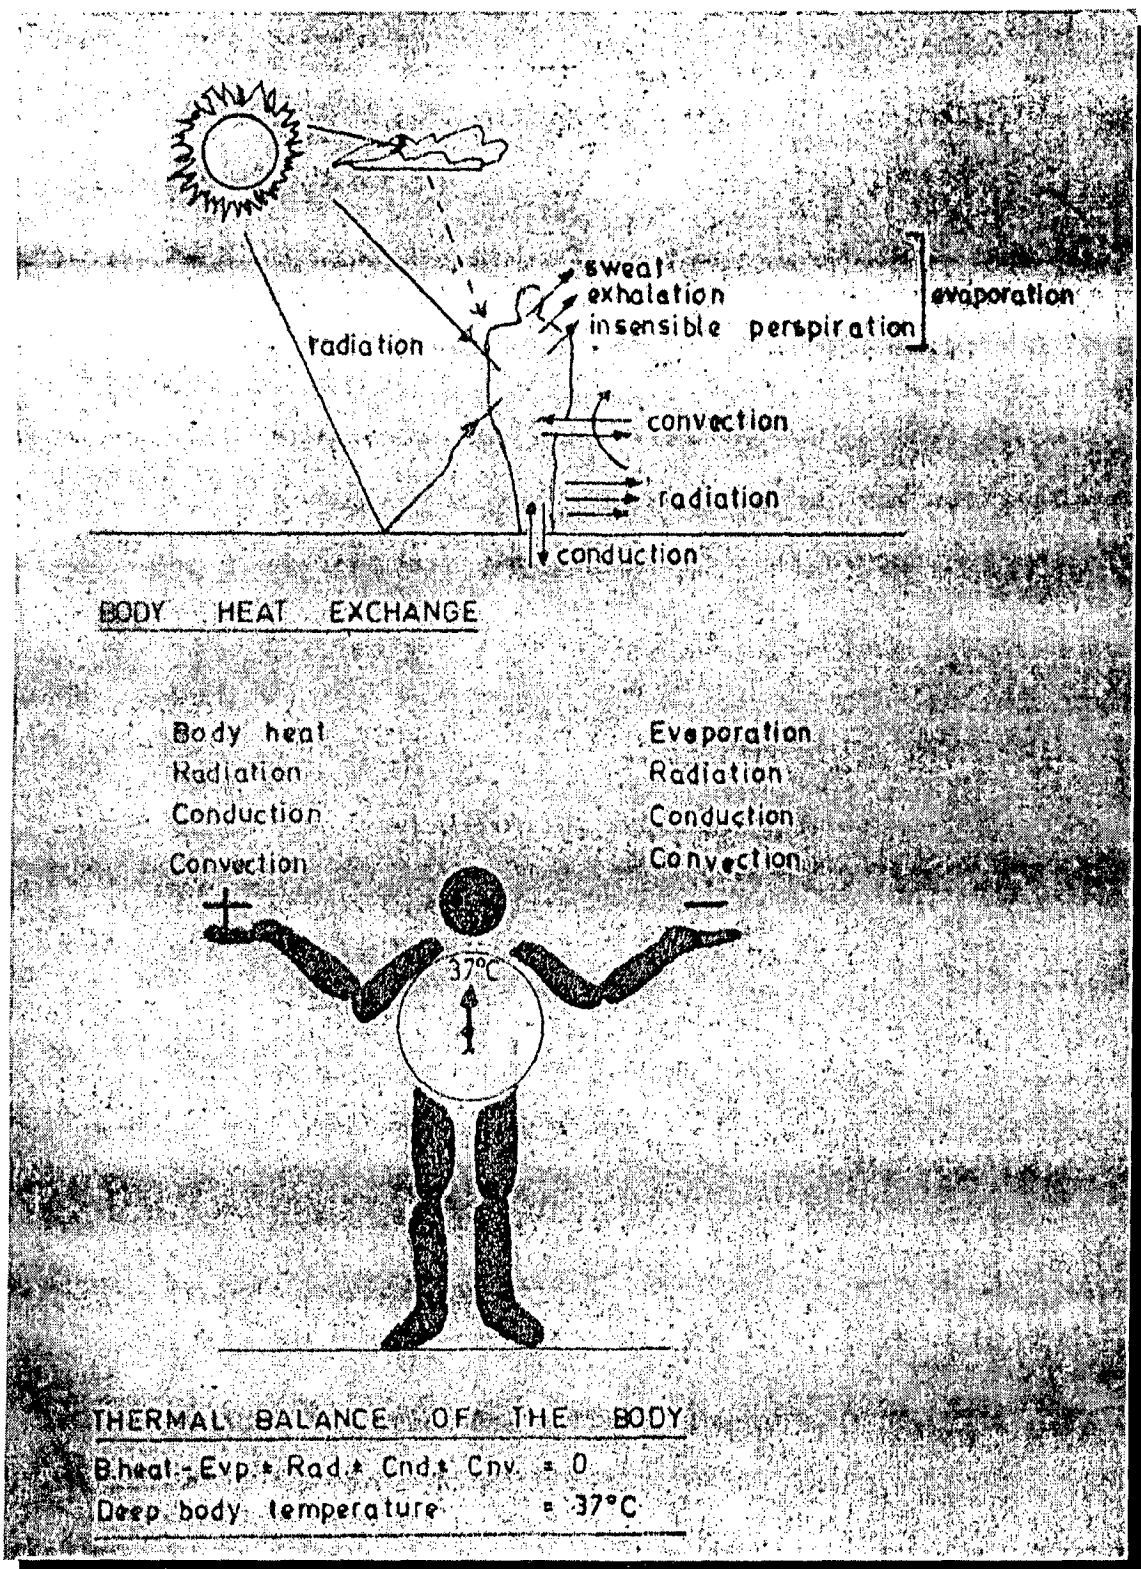 sweat
exhalation
insensible perspiration
evaporation
radiation
convection
radiation
conduction
BODY HEAT EXCHANGE
Body heat
Radiation
Conduction
Convection
+
Evaporation
Radiation
Conduction
Convection
—
37°C
THERMAL BALANCE OF THE BODY
B.heat - Evp. ± Rad. ± Cnd. ± Cnv. = 0
Deep body temperature = 37°C